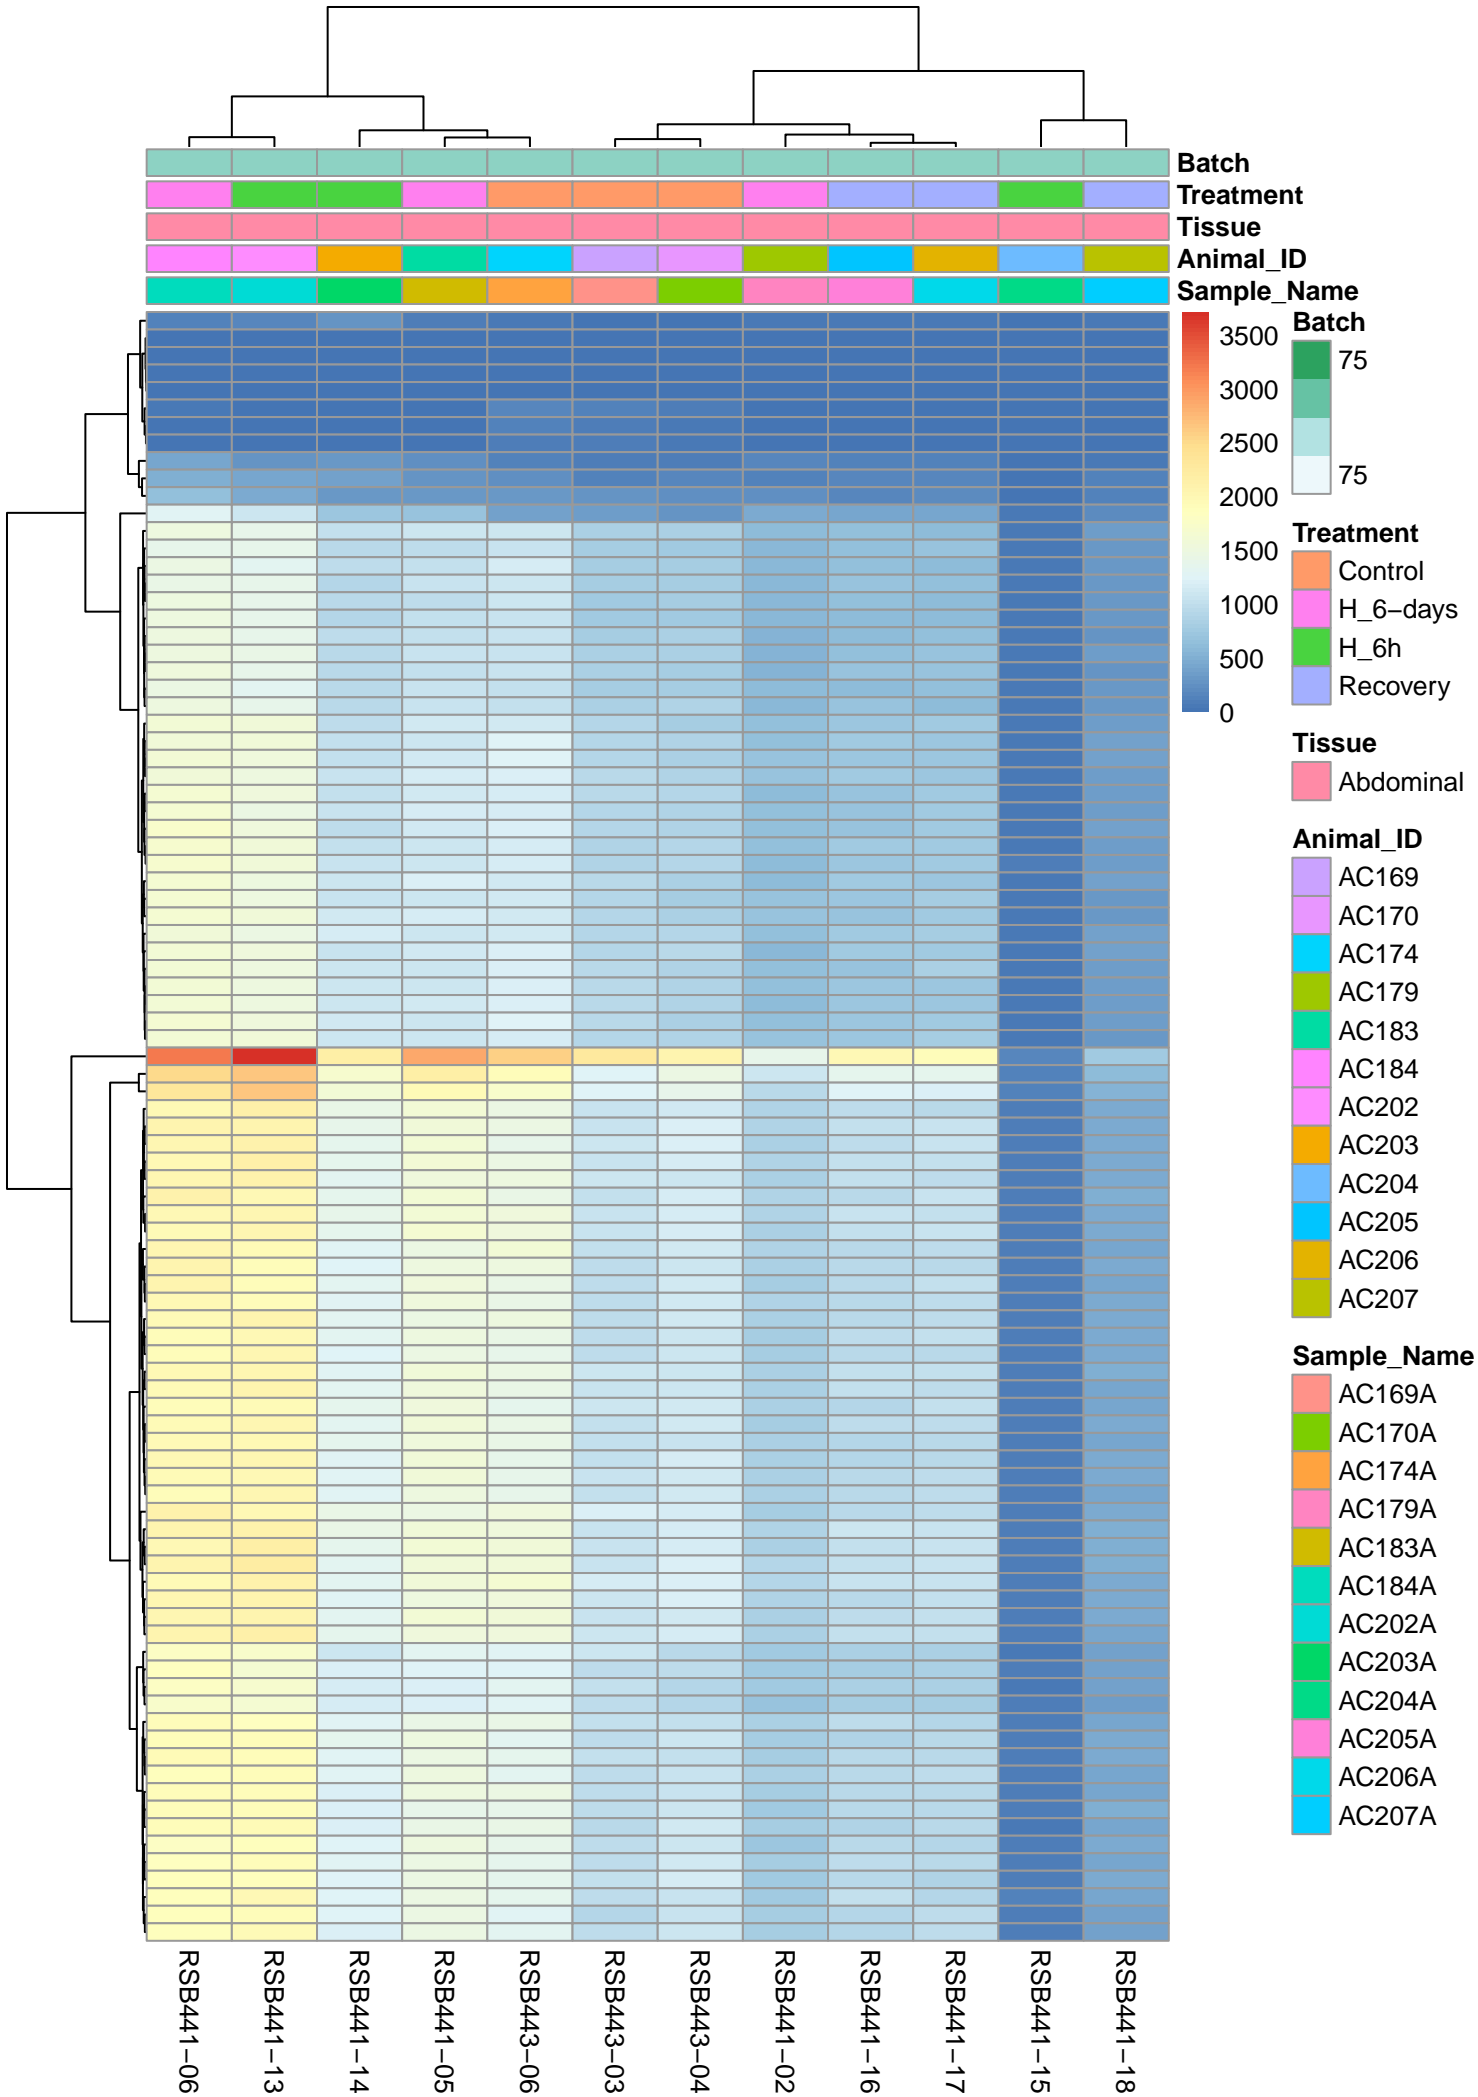 Batch
Treatment
Tissue
Animal_ID
Sample_Name
3500
3000
2500
2000
1500
1000
500
0
Batch
75
75
Treatment
Control
H_6−days
H_6h
Recovery
Tissue
Abdominal
Animal_ID
AC169
AC170
AC174
AC179
AC183
AC184
AC202
AC203
AC204
AC205
AC206
AC207
Sample_Name
AC169A
AC170A
AC174A
AC179A
AC183A
AC184A
AC202A
AC203A
AC204A
AC205A
AC206A
AC207A
RSB441−06
RSB441−13
RSB441−14
RSB441−05
RSB443−06
RSB443−03
RSB443−04
RSB441−02
RSB441−16
RSB441−17
RSB441−15
RSB441−18